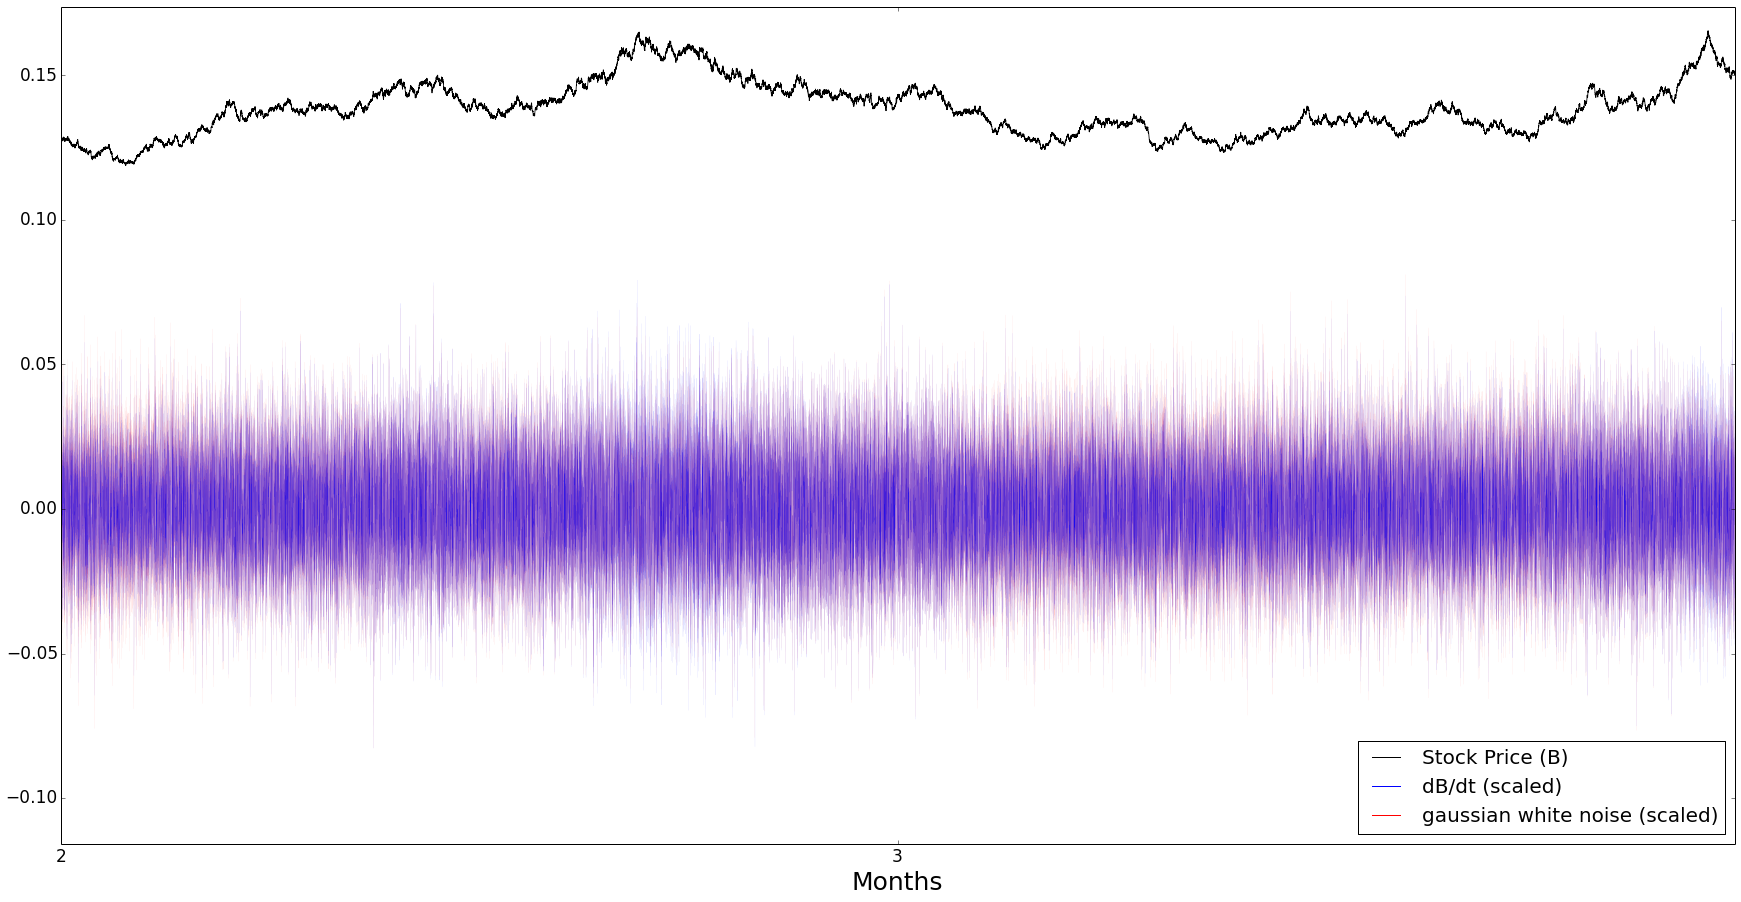 0.15
0.10
0.05
0.00
−0.05
−0.10
2
3
Months
Stock Price (B)
dB/dt (scaled)
gaussian white noise (scaled)